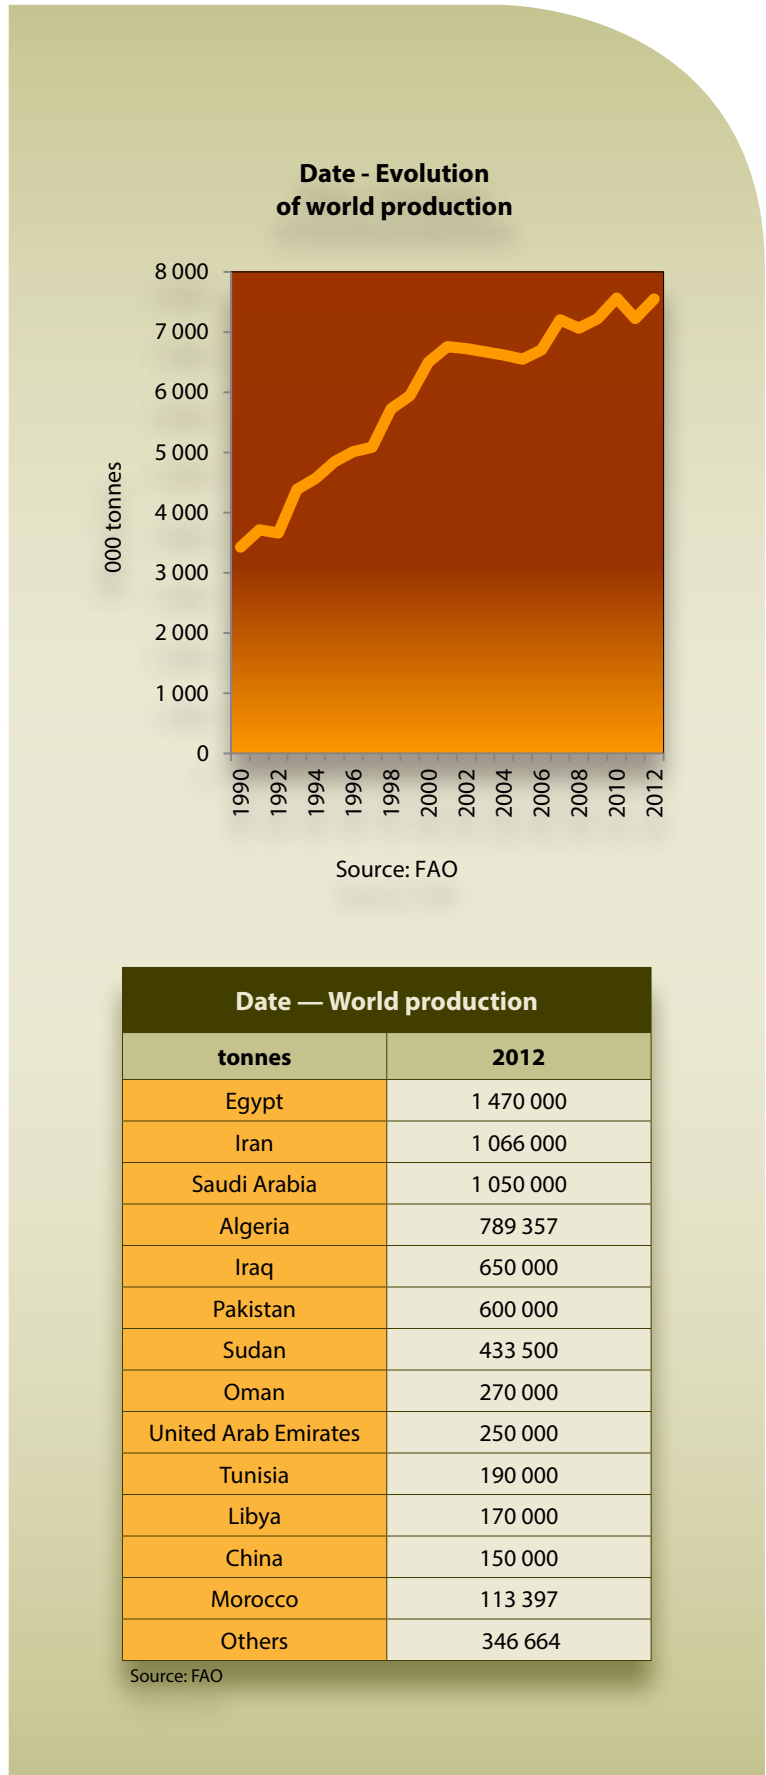 Date - Evolution
of world production
8 000
7 000
6 000
5 000
4 000
3 000
2 000
1 000
0
000 tonnes
1990
1992
1994
1996
1998
2000
2002
2004
2006
2008
2010
2012
Source: FAO
Date — World production
tonnes 2012
Egypt 1 470 000
Iran 1 066 000
Saudi Arabia 1 050 000
Algeria 789 357
Iraq 650 000
Pakistan 600 000
Sudan 433 500
Oman 270 000
United Arab Emirates 250 000
Tunisia 190 000
Libya 170 000
China 150 000
Morocco 113 397
Others 346 664
Source: FAO